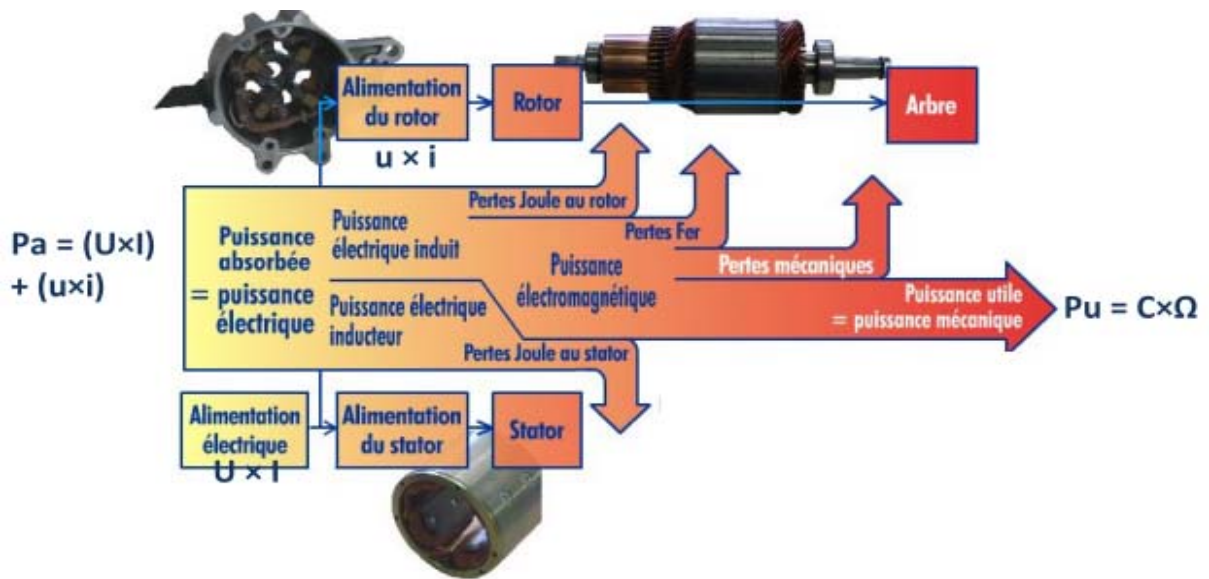 Alimentation
du rotor
u × i
Rotor
Arbre
Pertes Joule au rotor
Pertes Fer
Pertes mécaniques
Pa = (U×I)
+ (u×i)
Puissance
absorbée
= puissance
électrique
Puissance
électrique induit
Puissance électrique
inducteur
Puissance
électromagnétique
Puissance utile
= puissance mécanique
Pu = C×Ω
Pertes Joule au stator
Alimentation
électrique
U × I
Alimentation
du stator
Stator